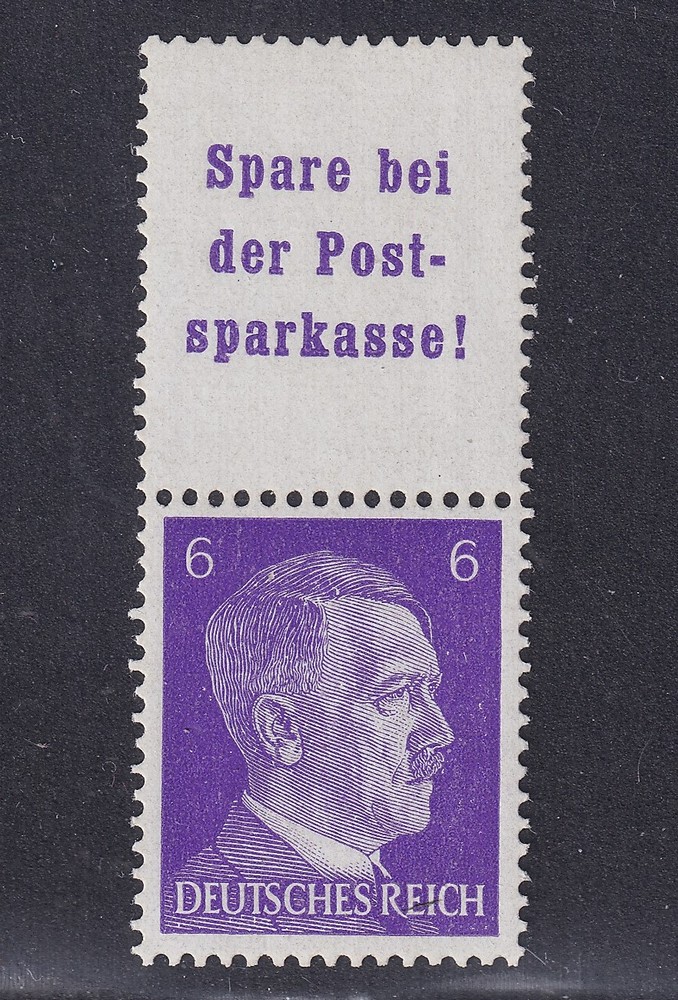 Spare bei
der Post-
sparkasse!
6 6
DEUTSCHES REICH